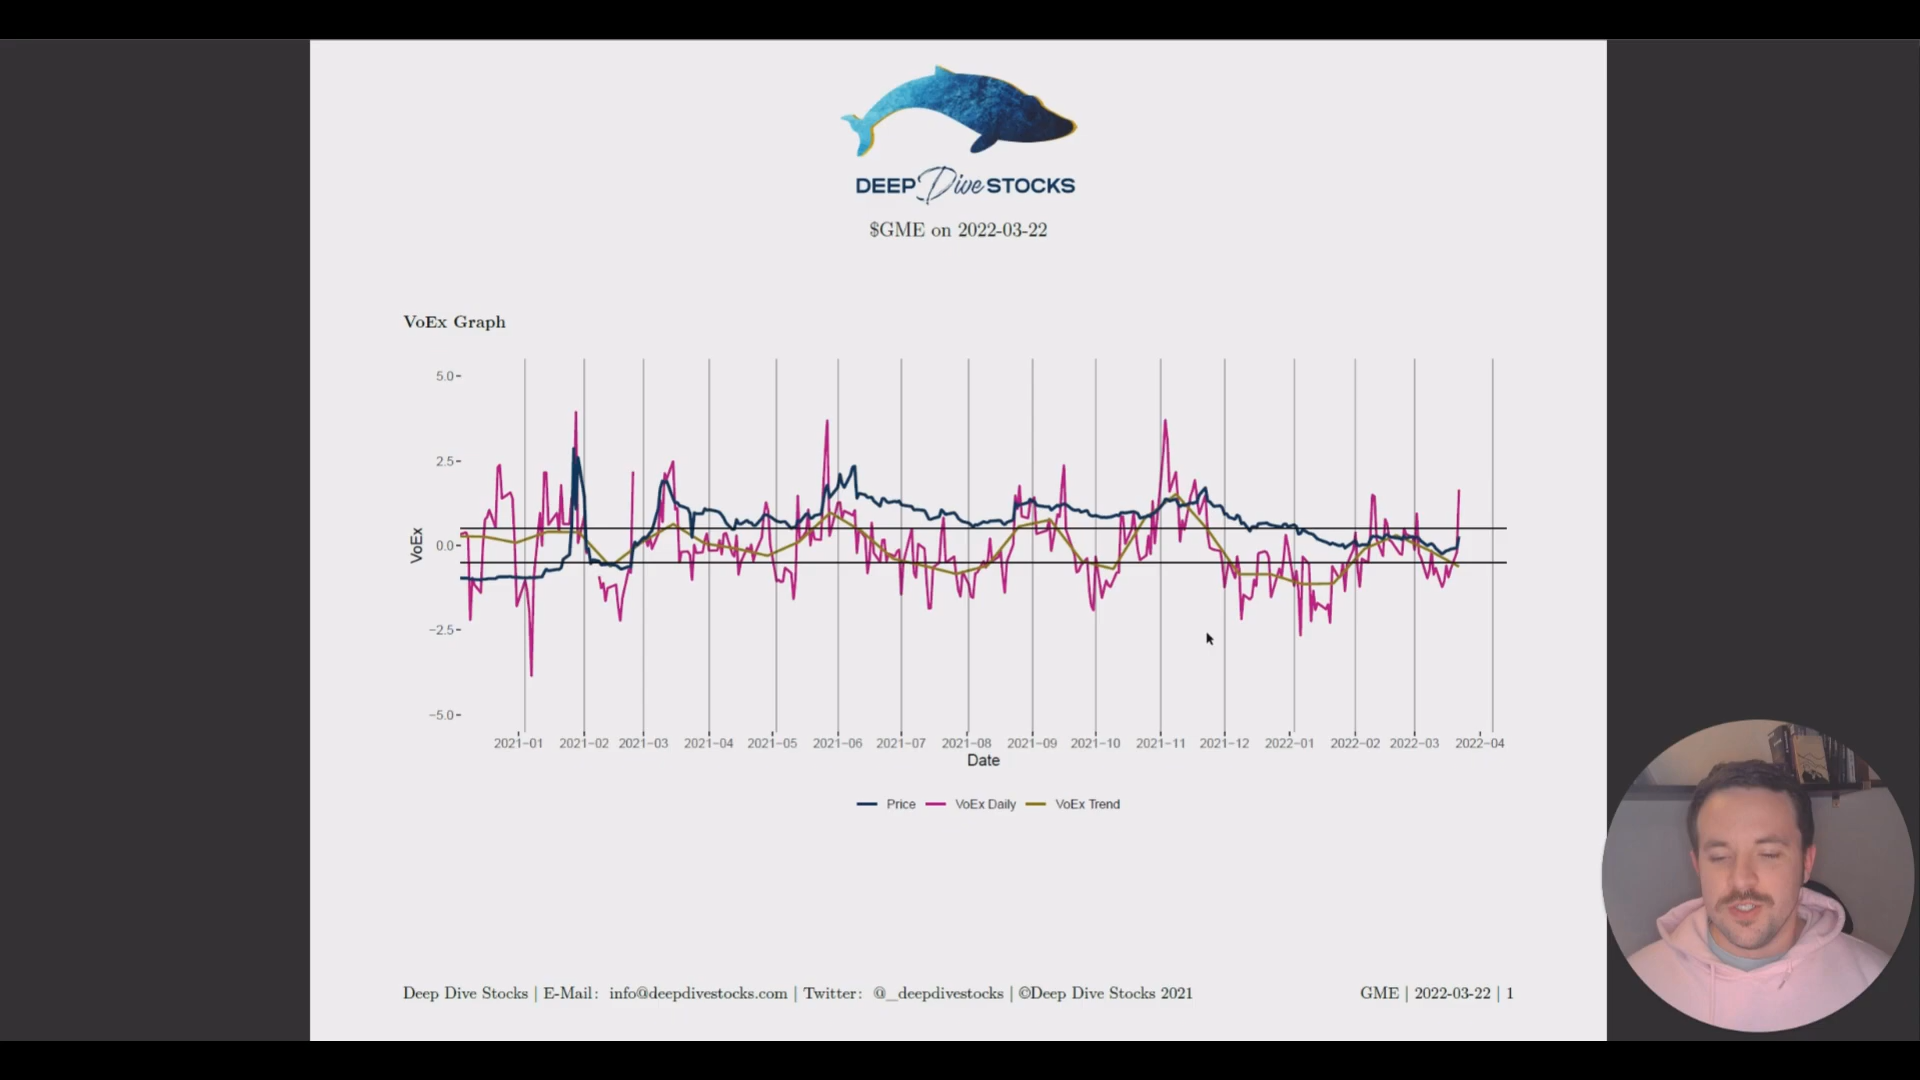 DEEP Dive STOCKS
$GME on 2022-03-22
VoEx Graph
5.0
2.5
0.0
−2.5
−5.0
VoEx
2021−01 2021−02 2021−03 2021−04 2021−05 2021−06 2021−07 2021−08 2021−09 2021−10 2021−11 2021−12 2022−01 2022−02 2022−03 2022−04
Date
Price VoEx Daily VoEx Trend
Deep Dive Stocks | E-Mail: info@deepdivestocks.com | Twitter: @_deepdivestocks | ©Deep Dive Stocks 2021 GME | 2022-03-22 | 1